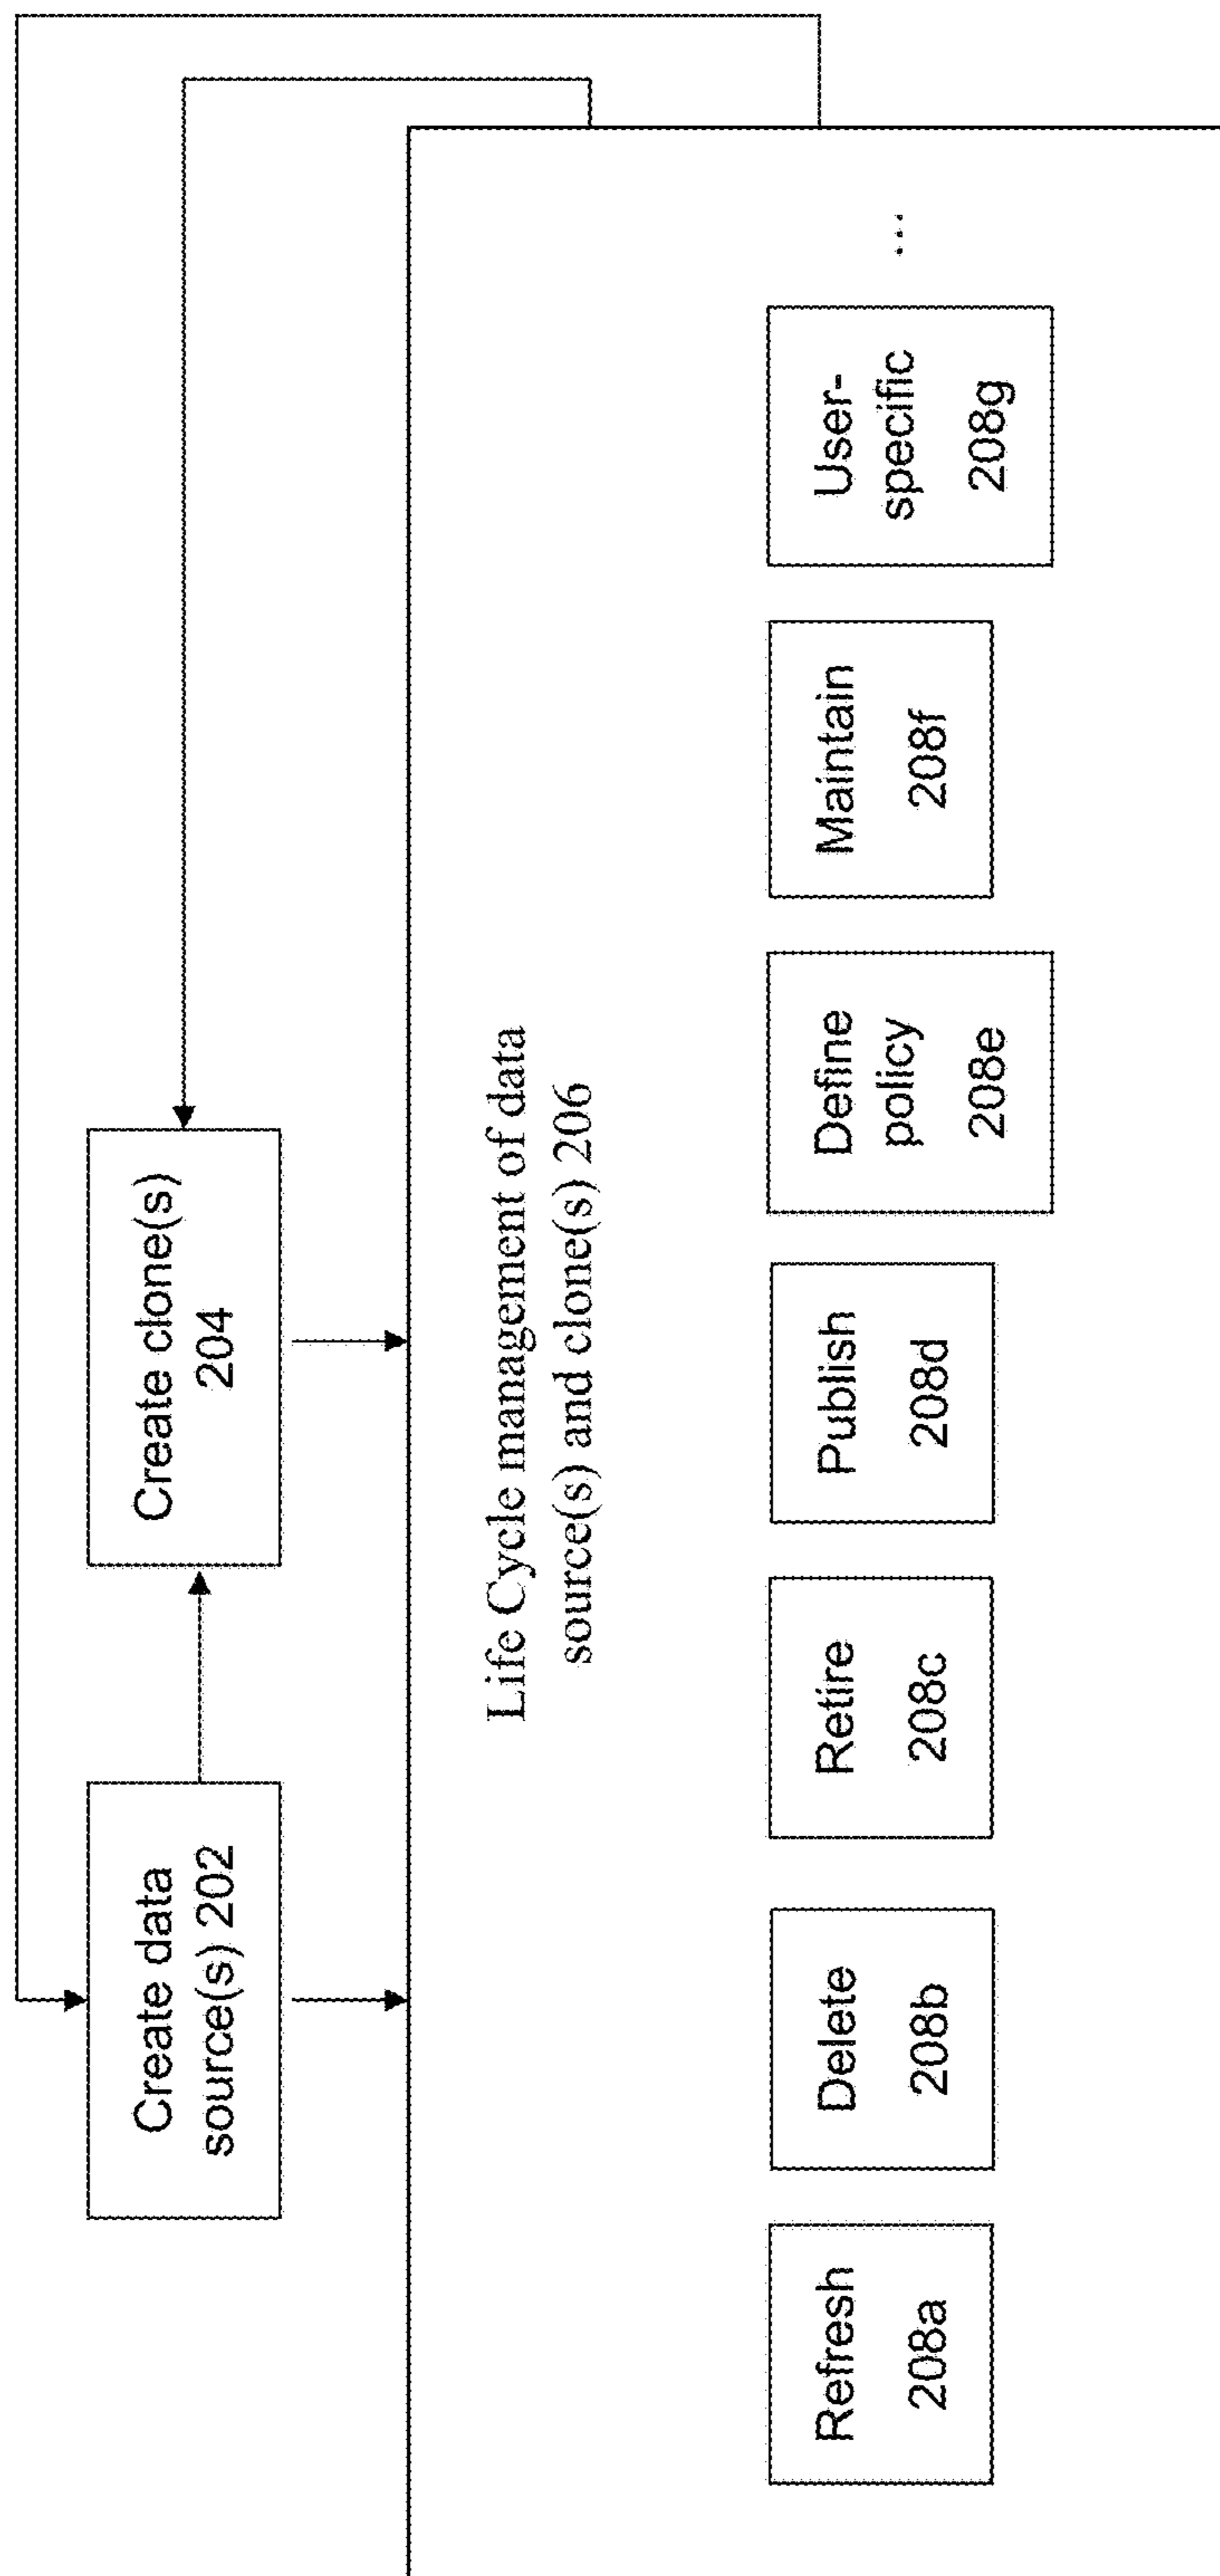 Create data
source(s) 202
Create clone(s)
204
Life Cycle management of data
source(s) and clone(s) 206
Refresh
208a
Delete
208b
Retire
208c
Publish
208d
Define
policy
208e
Maintain
208f
User-
specific
208g
...